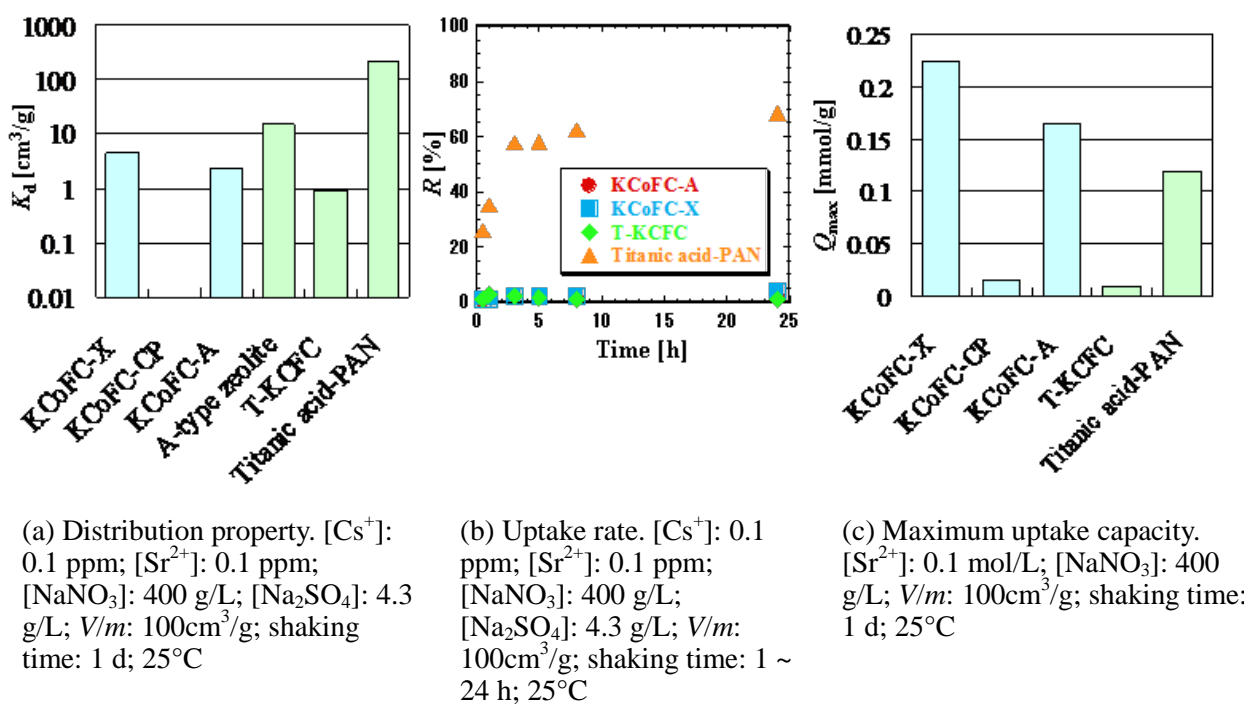 1000
100
10
1
0.1
0.01
K_d [cm³/g]
KCoFC-X
KCoFC-CP
KCoFC-A
A-type zeolite
T-KCFC
Titanic acid-PAN
100
80
60
40
20
0
R [%]
KCoFC-A
KCoFC-X
T-KCFC
Titanic acid-PAN
0 5 10 15 20 25
Time [h]
0.25
0.2
0.15
0.1
0.05
0
Q_max [mmol/g]
KCoFC-X
KCoFC-CP
KCoFC-A
T-KCFC
Titanic acid-PAN
(a) Distribution property. [Cs⁺]:
0.1 ppm; [Sr²⁺]: 0.1 ppm;
[NaNO₃]: 400 g/L; [Na₂SO₄]: 4.3
g/L; V/m: 100cm³/g; shaking
time: 1 d; 25°C
(b) Uptake rate. [Cs⁺]: 0.1
ppm; [Sr²⁺]: 0.1 ppm;
[NaNO₃]: 400 g/L;
[Na₂SO₄]: 4.3 g/L; V/m:
100cm³/g; shaking time: 1 ~
24 h; 25°C
(c) Maximum uptake capacity.
[Sr²⁺]: 0.1 mol/L; [NaNO₃]: 400
g/L; V/m: 100cm³/g; shaking time:
1 d; 25°C